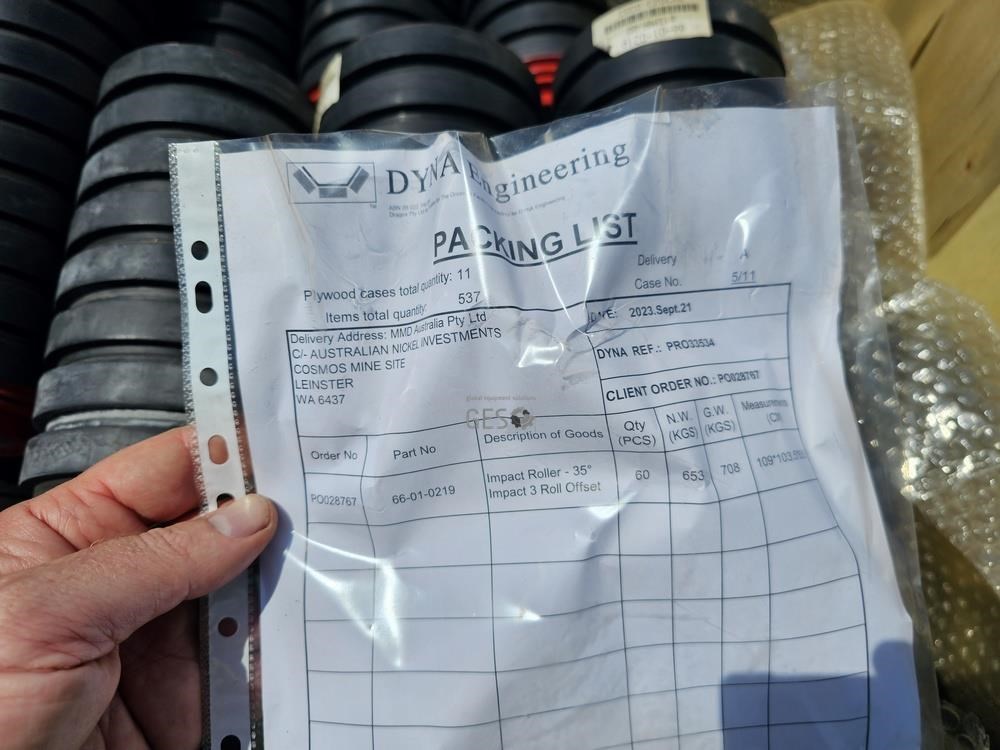 DYNA Engineering
PACKING LIST
Plywood cases total quantity: 11
Items total quantity: 537
Delivery A
Case No. 5/11
Delivery Address: MMD Australia Pty Ltd
C/- AUSTRALIAN NICKEL INVESTMENTS
COSMOS MINE SITE
LEINSTER
WA 6437
DATE: 2023.Sept.21
DYNA REF.: PRO33534
CLIENT ORDER NO.: PO028767
global equipment solutions
GES
Order No Part No Description of Goods Qty (PCS) N.W. (KGS) G.W. (KGS)
PO028767 66-01-0219 Impact Roller - 35° 60 653 708
Impact 3 Roll Offset